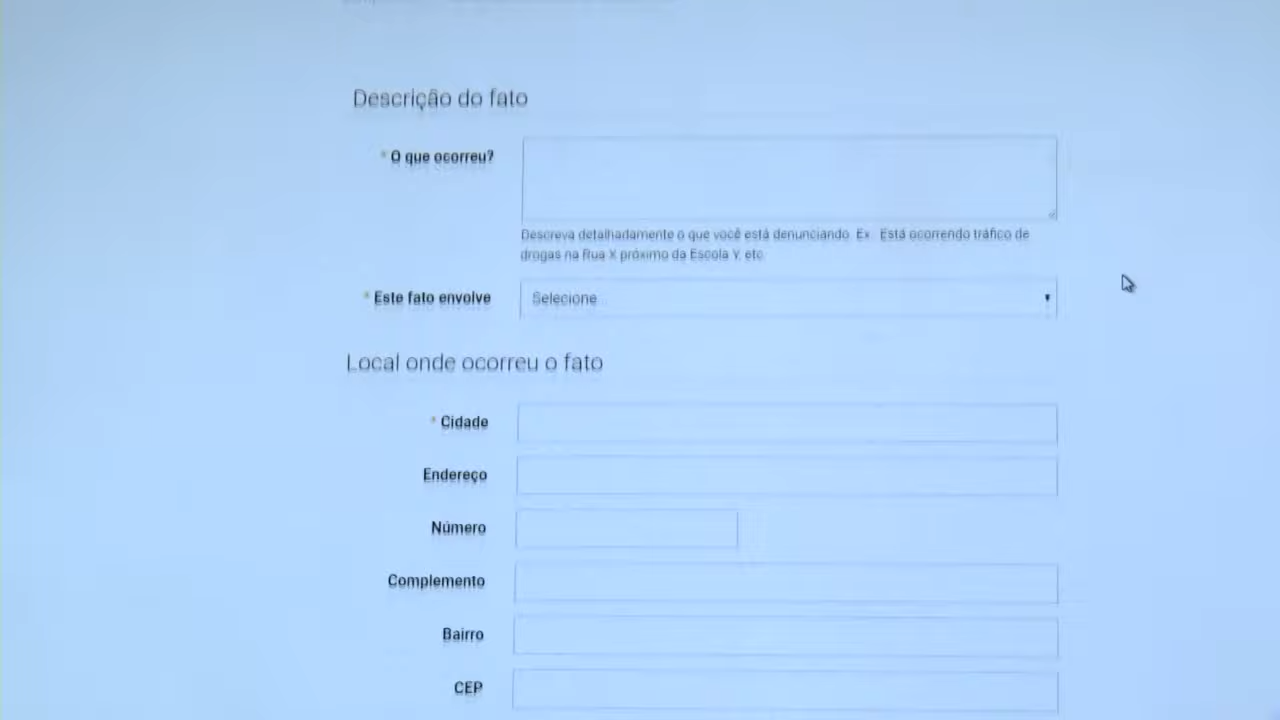 Descrição do fato
* O que ocorreu?
Descreva detalhadamente o que você está denunciando. Ex.: Está ocorrendo tráfico de
drogas na Rua X próximo da Escola Y, etc.
* Este fato envolve
Selecione...
Local onde ocorreu o fato
* Cidade
Endereço
Número
Complemento
Bairro
CEP